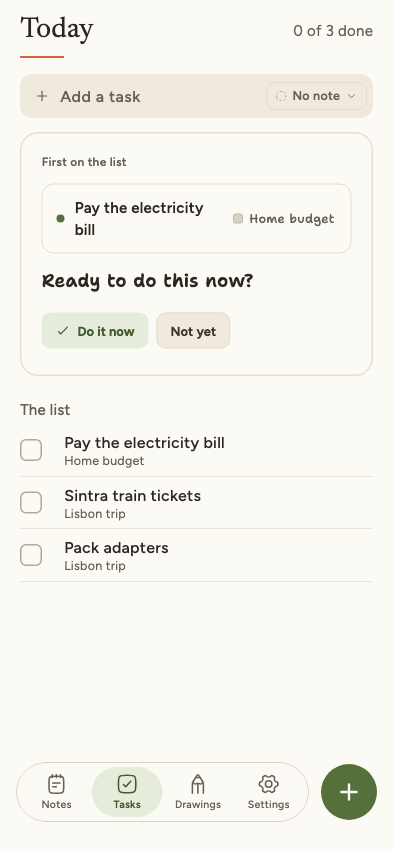 Today
0 of 3 done
Add a task
No note
First on the list
Pay the electricity
bill
Home budget
Ready to do this now?
Do it now
Not yet
The list
Pay the electricity bill
Home budget
Sintra train tickets
Lisbon trip
Pack adapters
Lisbon trip
Notes
Tasks
Drawings
Settings